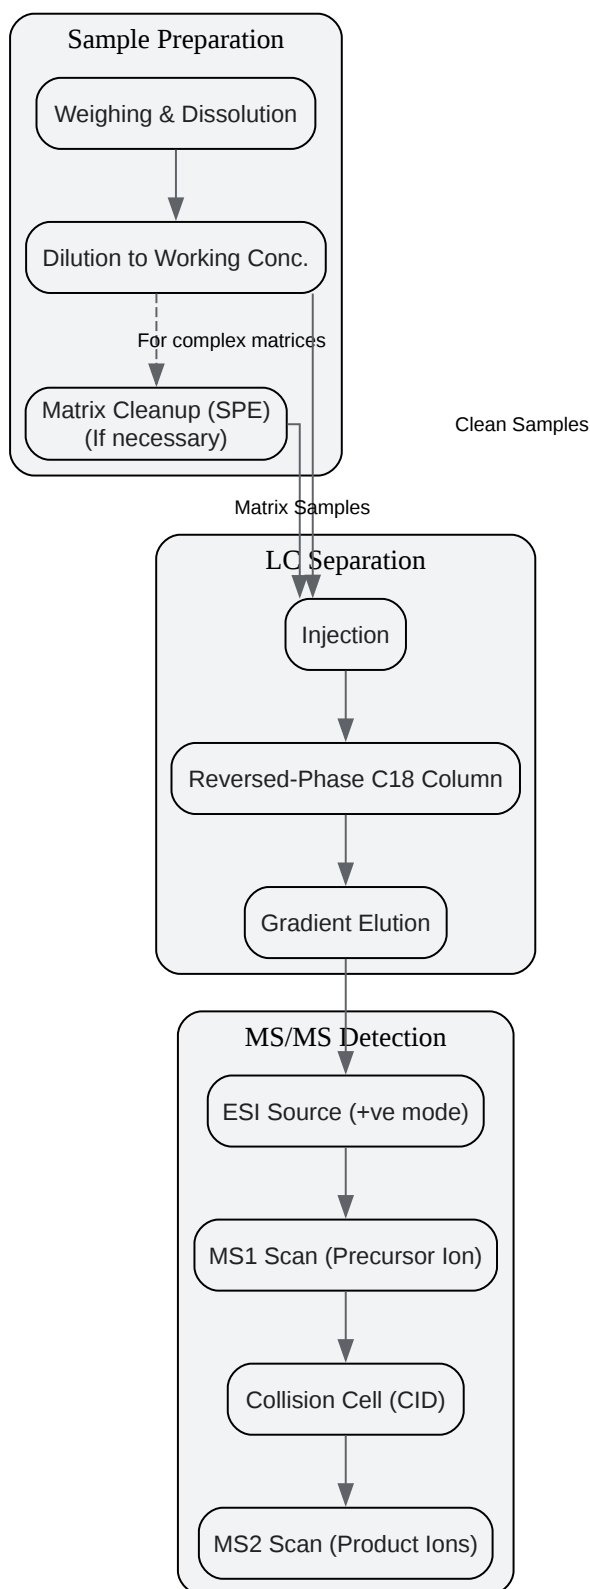 Sample Preparation
Weighing & Dissolution
Dilution to Working Conc.
For complex matrices
Matrix Cleanup (SPE)
(If necessary)
Clean Samples
Matrix Samples
LC Separation
Injection
Reversed-Phase C18 Column
Gradient Elution
MS/MS Detection
ESI Source (+ve mode)
MS1 Scan (Precursor Ion)
Collision Cell (CID)
MS2 Scan (Product Ions)